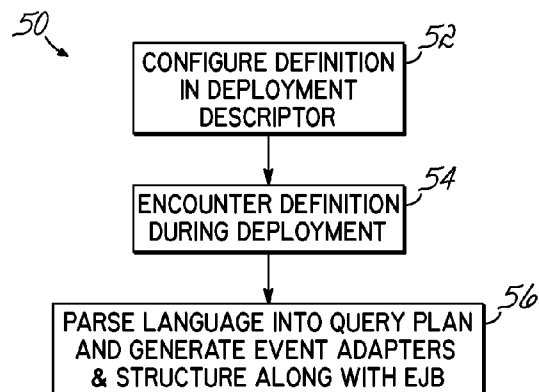 50
52
CONFIGURE DEFINITION
IN DEPLOYMENT
DESCRIPTOR
54
ENCOUNTER DEFINITION
DURING DEPLOYMENT
56
PARSE LANGUAGE INTO QUERY PLAN
AND GENERATE EVENT ADAPTERS
& STRUCTURE ALONG WITH EJB